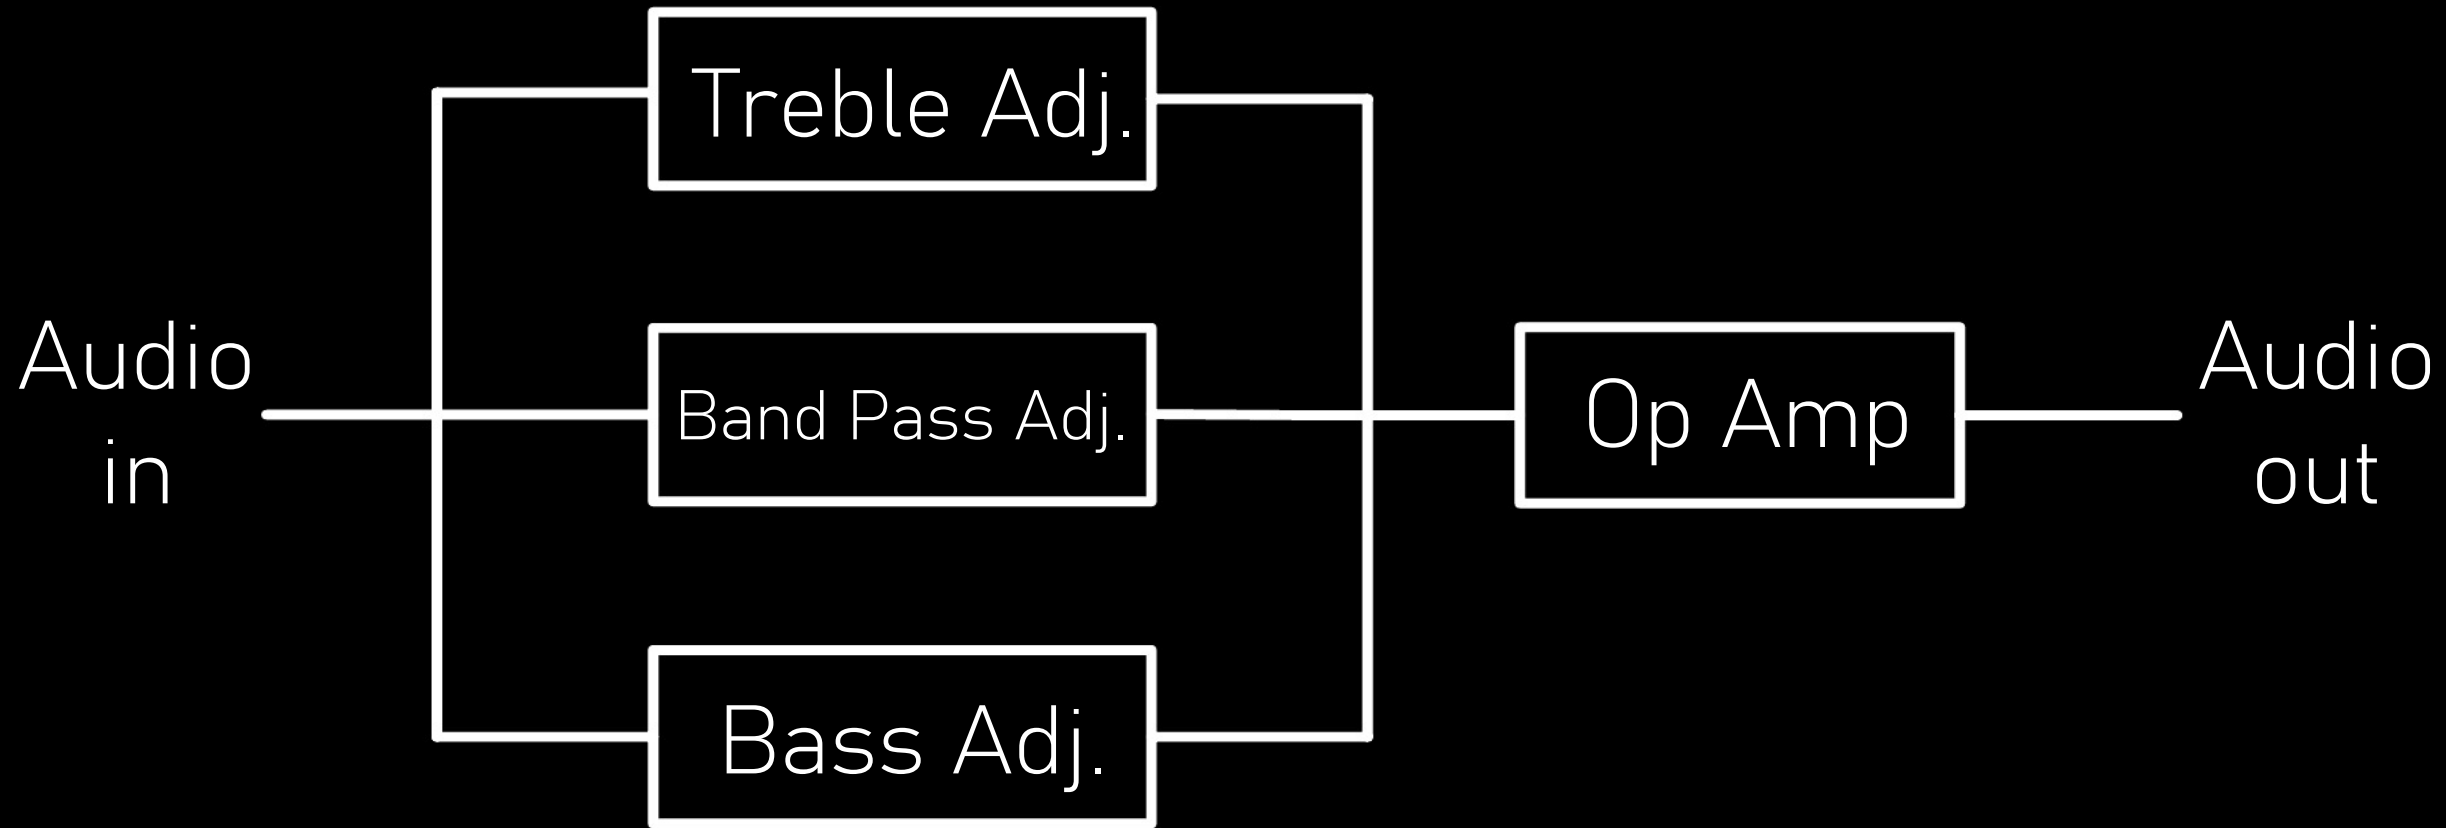 Treble Adj.
Audio
in
Band Pass Adj.
Op Amp
Audio
out
Bass Adj.